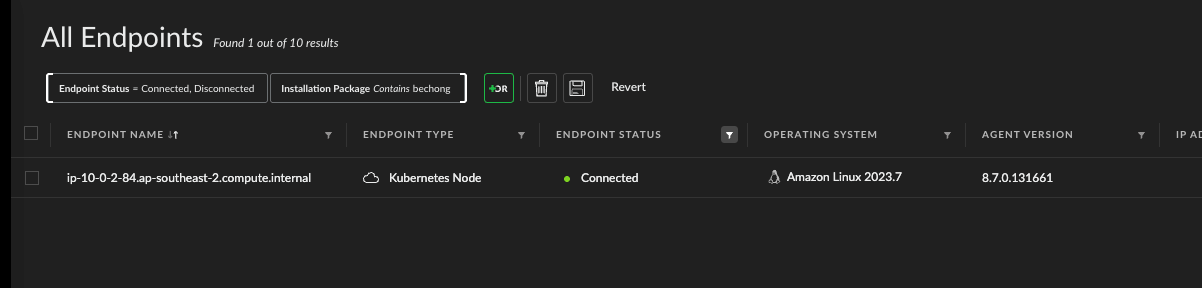 All Endpoints Found 1 out of 10 results
Endpoint Status = Connected, Disconnected Installation Package Contains bechong +OR Revert
ENDPOINT NAME ENDPOINT TYPE ENDPOINT STATUS OPERATING SYSTEM AGENT VERSION IP AD
ip-10-0-2-84.ap-southeast-2.compute.internal Kubernetes Node Connected Amazon Linux 2023.7 8.7.0.131661